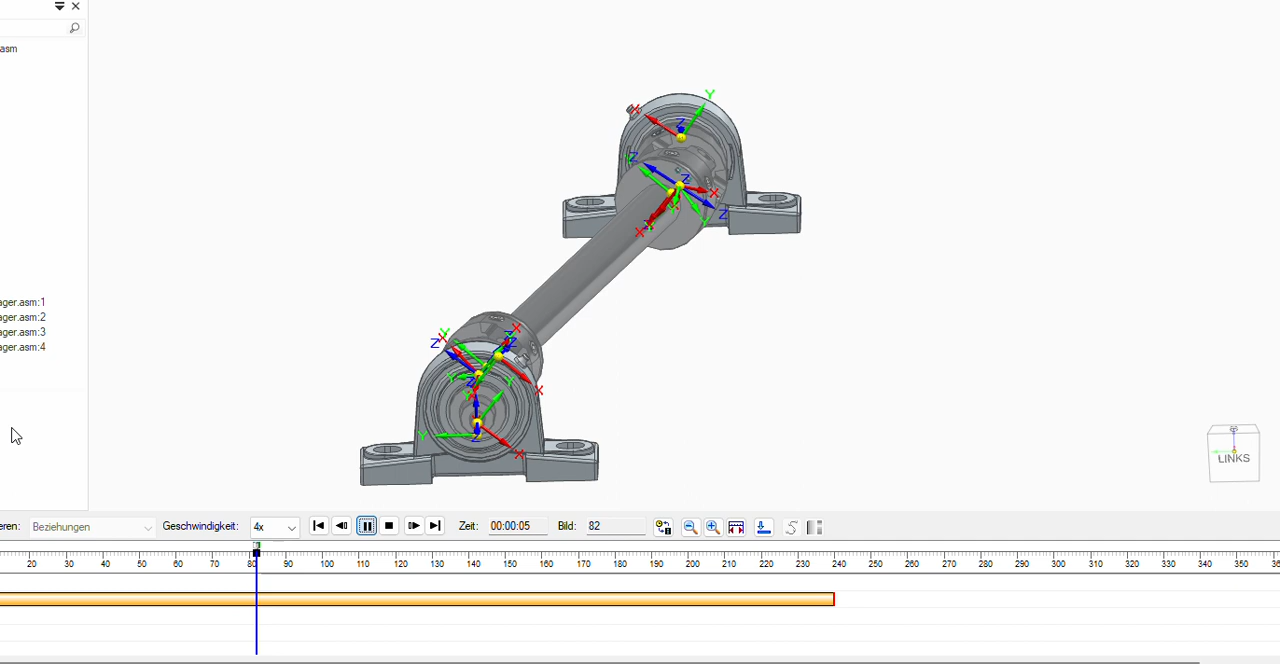 asm
Y
X
Z
Z
Z
X
Y
Z
Y
X
X
ager.asm:1
ager.asm:2
ager.asm:3
ager.asm:4
Y
X
X
Z
Z
Z
Y
Z
Y
X
Y
X
Y
Z
X
LINKS
eren: Beziehungen Geschwindigkeit: 4x Zeit: 00:00:05 Bild: 82
20 30 40 50 60 70 80 90 100 110 120 130 140 150 160 170 180 190 200 210 220 230 240 250 260 270 280 290 300 310 320 330 340 350 36